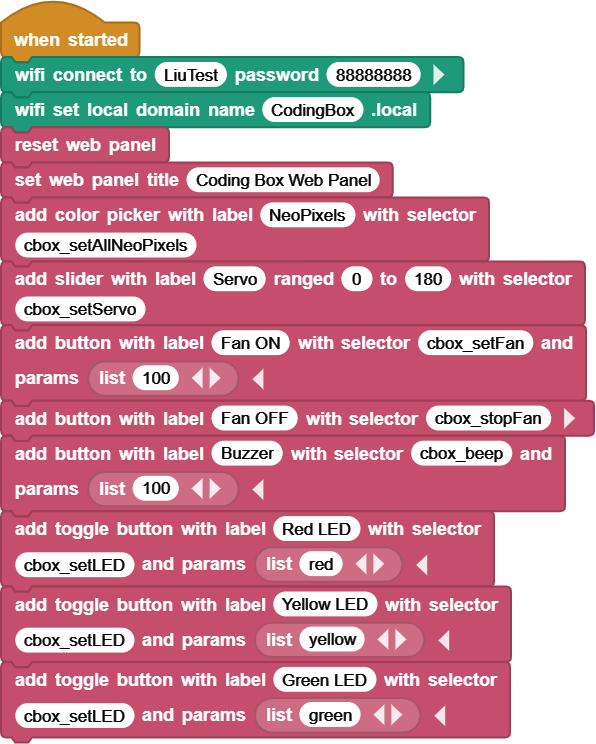 when started
wifi connect to LiuTest password 88888888
wifi set local domain name CodingBox .local
reset web panel
set web panel title Coding Box Web Panel
add color picker with label NeoPixels with selector
cbox_setAllNeoPixels
add slider with label Servo ranged 0 to 180 with selector
cbox_setServo
add button with label Fan ON with selector cbox_setFan and
params list 100
add button with label Fan OFF with selector cbox_stopFan
add button with label Buzzer with selector cbox_beep and
params list 100
add toggle button with label Red LED with selector
cbox_setLED and params list red
add toggle button with label Yellow LED with selector
cbox_setLED and params list yellow
add toggle button with label Green LED with selector
cbox_setLED and params list green